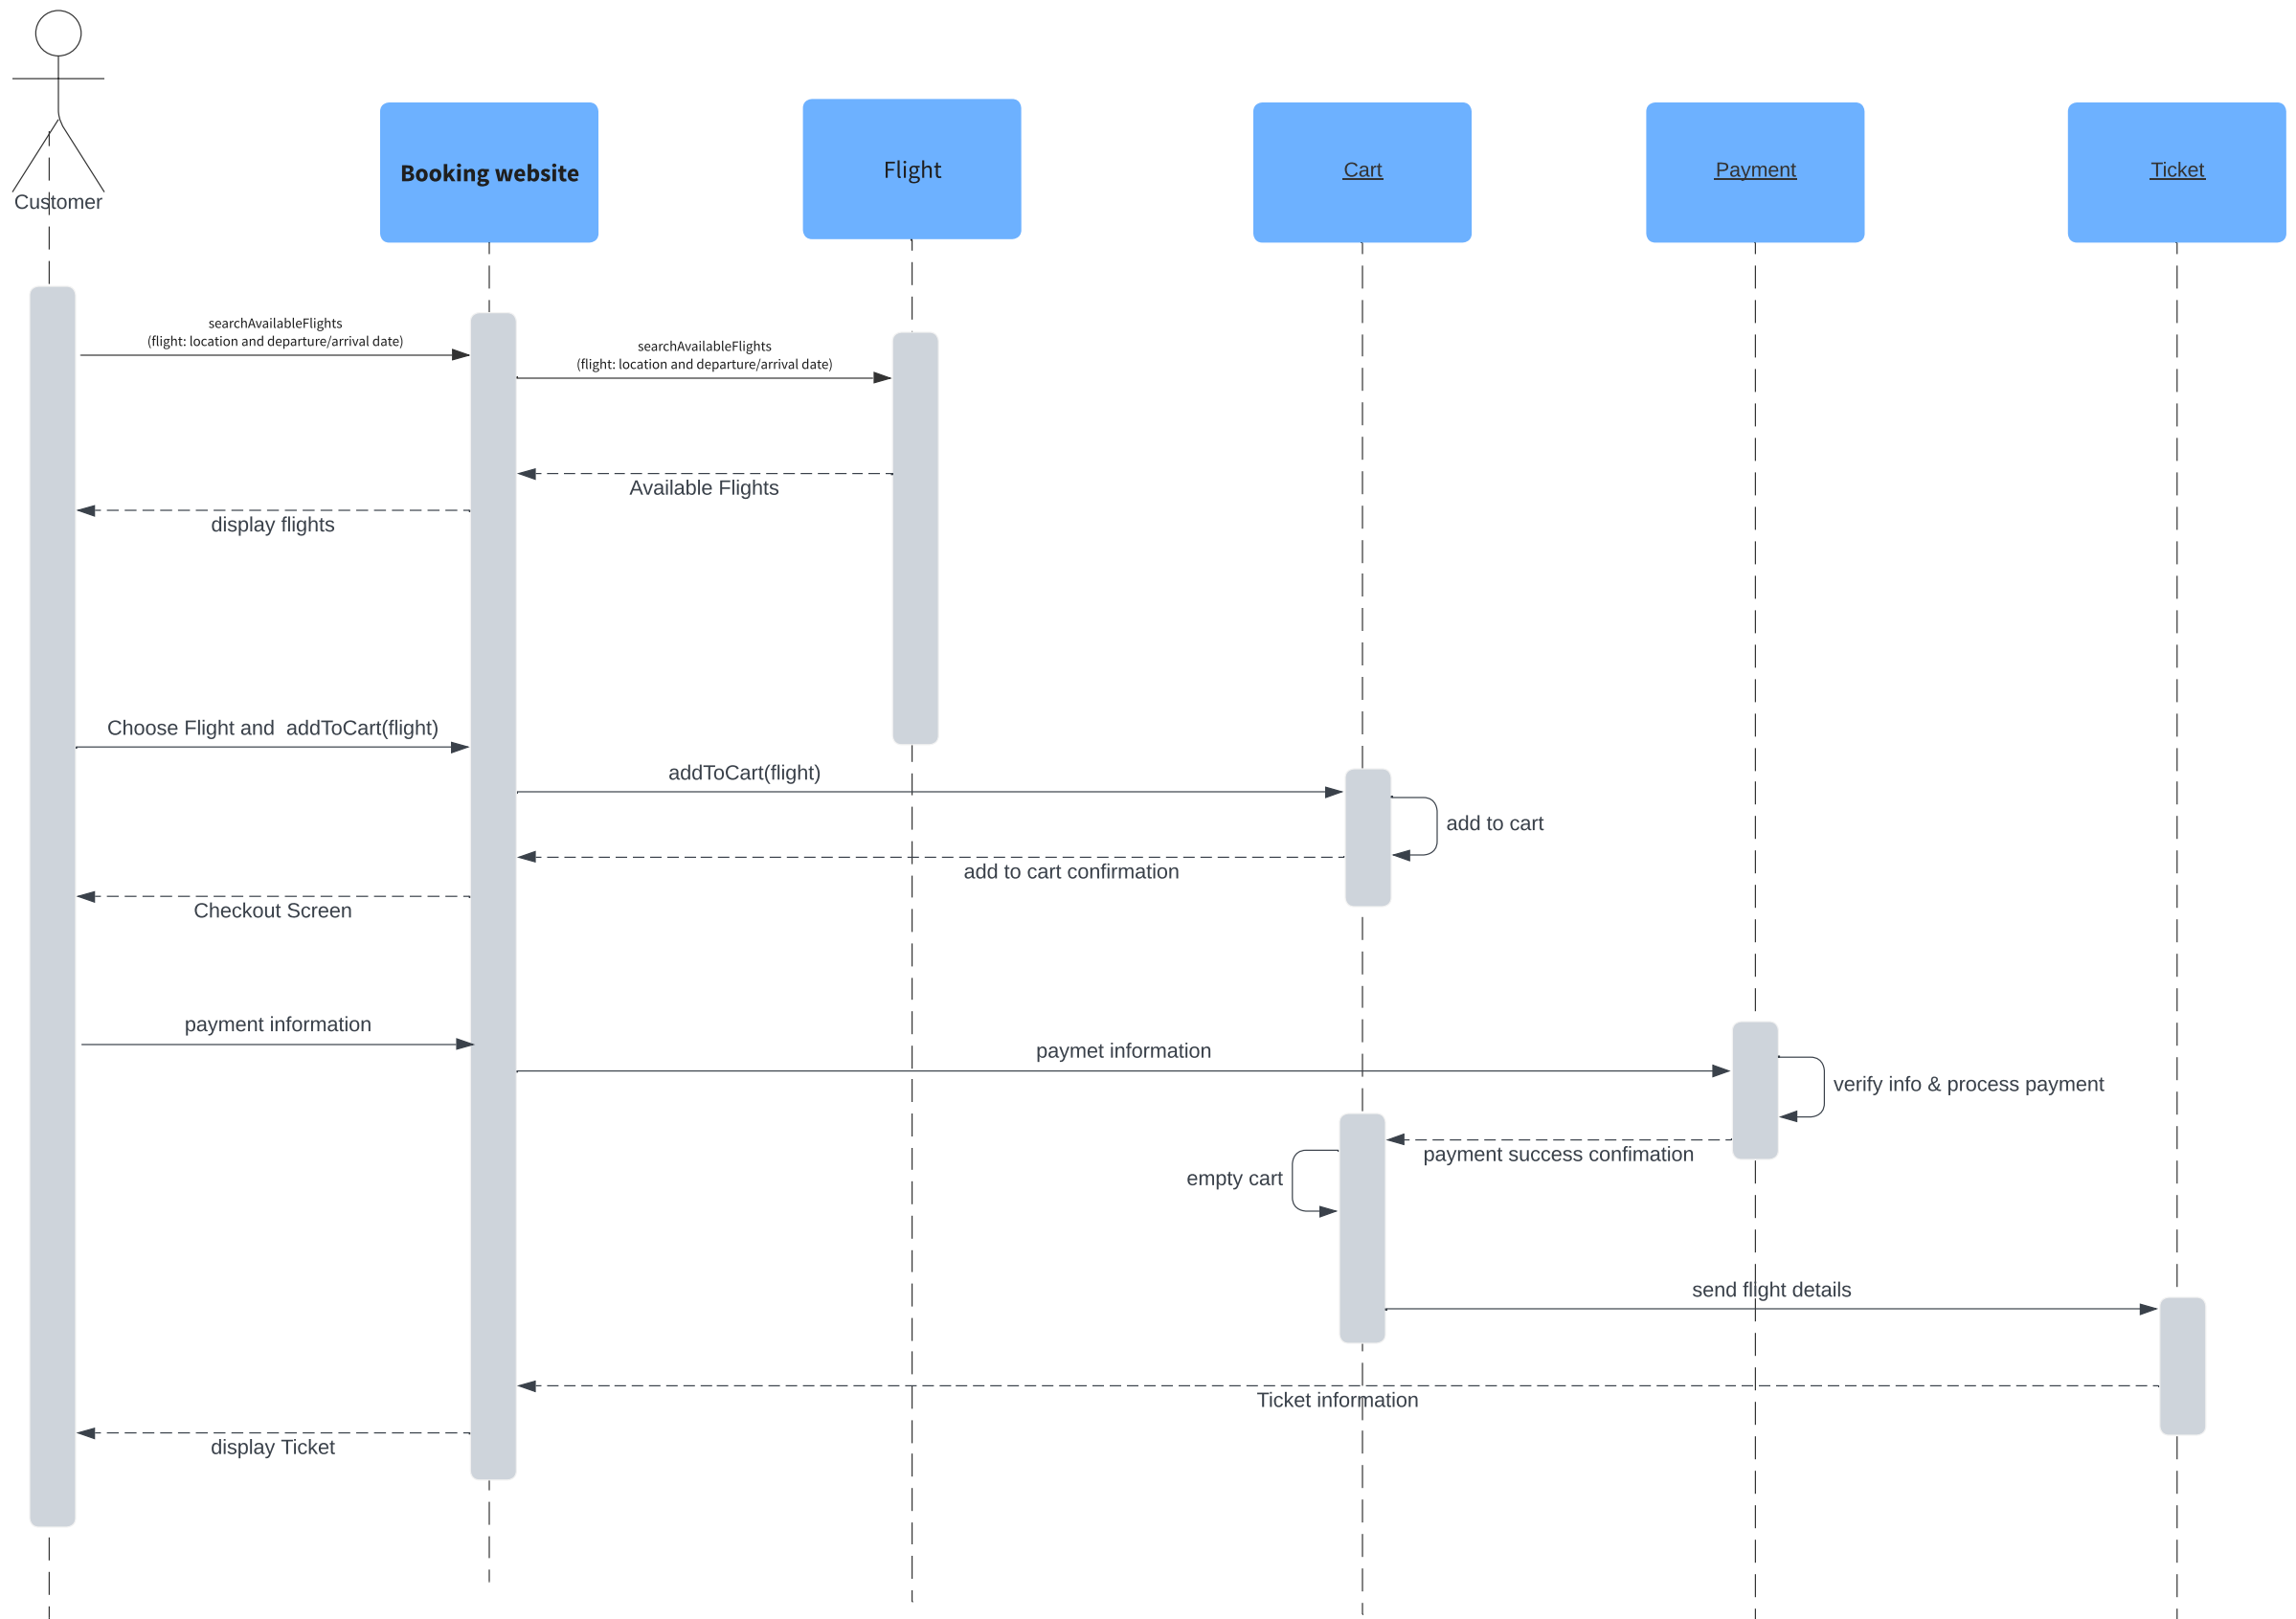 Customer
Booking website
Flight
Cart
Payment
Ticket
searchAvailableFlights
(flight: location and departure/arrival date)
searchAvailableFlights
(flight: location and departure/arrival date)
Available Flights
display flights
Choose Flight and  addToCart(flight)
addToCart(flight)
add to cart
add to cart confirmation
Checkout Screen
payment information
paymet information
verify info & process payment
payment success confimation
empty cart
send flight details
Ticket information
display Ticket